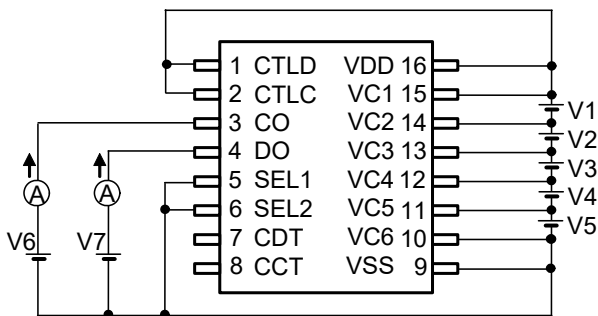 1 CTLD VDD 16
2 CTLC VC1 15
V1
3 CO VC2 14
V2
4 DO VC3 13
V3
A A 5 SEL1 VC4 12
V4
6 SEL2 VC5 11
V5
V6 V7 7 CDT VC6 10
8 CCT VSS 9